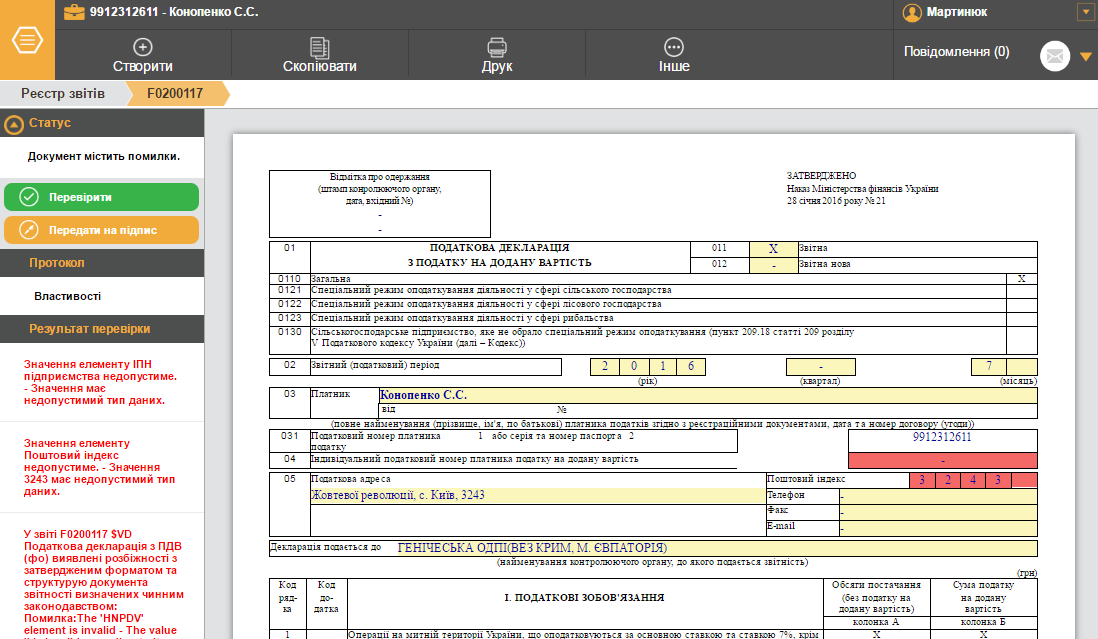 9912312611 - Конопенко С.С.
Мартинюк
Створити
Скопіювати
Друк
Інше
Повідомлення (0)
Реєстр звітів
F0200117
Статус
Документ містить помилки.
Перевірити
Передати на підпис
Протокол
Властивості
Результат перевірки
Значення елементу ІПН
підприємства недопустиме.
- Значення має
недопустимий тип даних.
Значення елементу
Поштовий індекс
недопустиме. - Значення
3243 має недопустимий тип
даних.
У звіті F0200117 $VD
Податкова декларація з ПДВ
(фо) виявлені розбіжності з
затвердженим форматом та
структурою документа
звітності визначених чинним
законодавством:
Помилка:The 'HNPDV'
element is invalid - The value
Відмітка про одержання
(штамп конролюючого органу,
дата, вхідний №)
-
-
ЗАТВЕРДЖЕНО
Наказ Міністерства фінансів України
28 січня 2016 року № 21
01 ПОДАТКОВА ДЕКЛАРАЦІЯ 011 X Звітна
З ПОДАТКУ НА ДОДАНУ ВАРТІСТЬ 012 - Звітна нова
0110 Загальна X
0121 Спеціальний режим оподаткування діяльності у сфері сільського господарства
0122 Спеціальний режим оподаткування діяльності у сфері лісового господарства
0123 Спеціальний режим оподаткування діяльності у сфері рибальства
0130 Сільськогосподарське підприємство, яке не обрало спеціальний режим оподаткування (пункт 209.18 статті 209 розділу
V Податкового кодексу України (далі – Кодекс))
02 Звітний (податковий) період 2 0 1 6 - 7
(рік) (квартал) (місяць)
03 Платник Конопенко С.С.
від №
(повне найменування (прізвище, ім'я, по батькові) платника податків згідно з реєстраційними документами, дата та номер договору (угоди))
031 Податковий номер платника 1 або серія та номер паспорта 2 9912312611
податку
04 Індивідуальний податковий номер платника податку на додану вартість -
05 Податкова адреса Поштовий індекс 3 2 4 3
Жовтевої революції, с. Київ, 3243 Телефон -
Факс -
E-mail -
Декларація подається до ГЕНІЧЕСЬКА ОДПІ(ВЕЗ КРИМ, М. ЄВПАТОРІЯ)
(найменування контролюючого органу, до якого подається звітність)
(грн)
Код Код Обсяги постачання Сума податку
ряд- до- І. ПОДАТКОВІ ЗОБОВ'ЯЗАННЯ (без податку на на додану
ка датка додану вартість) вартість
колонка А колонка Б
1 Операції на митній території України, що оподатковуються за основною ставкою та ставкою 7%, крім X X